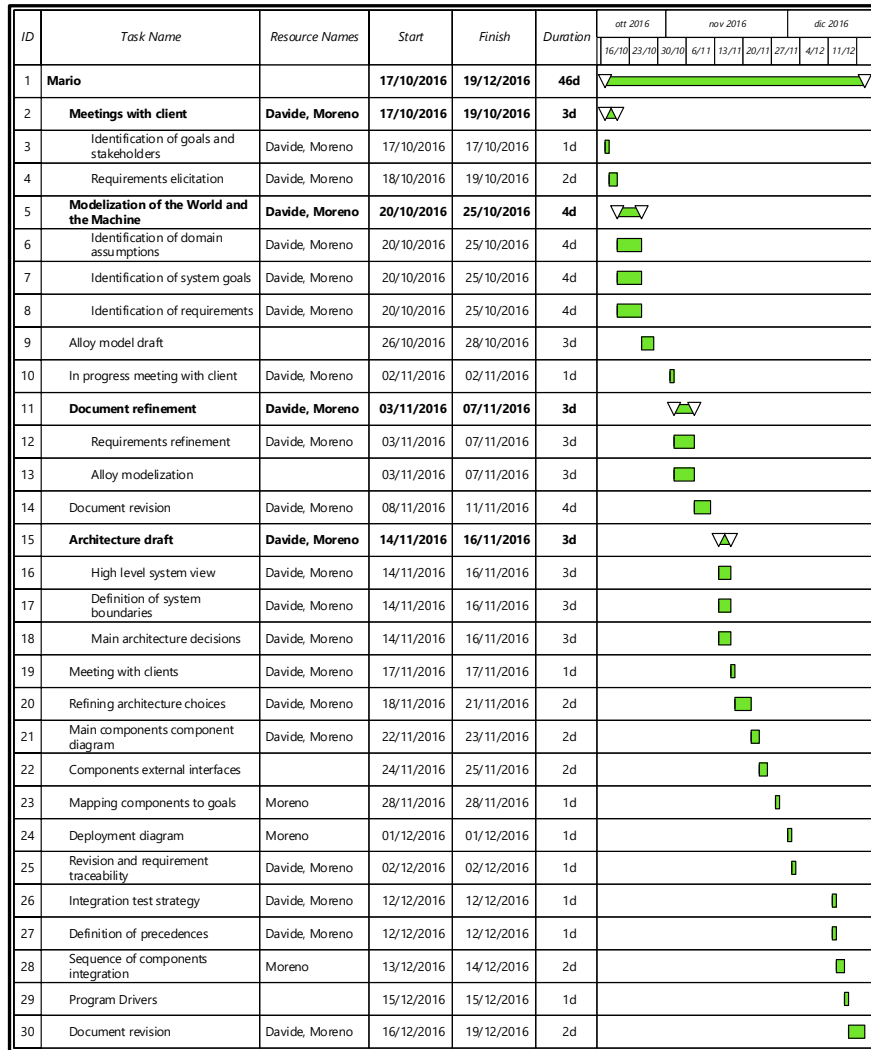 ID Task Name Resource Names Start Finish Duration ott 2016 nov 2016 dic 2016
16/10 23/10 30/10 6/11 13/11 20/11 27/11 4/12 11/12
1 Mario 17/10/2016 19/12/2016 46d
2 Meetings with client Davide, Moreno 17/10/2016 19/10/2016 3d
3 Identification of goals and stakeholders Davide, Moreno 17/10/2016 17/10/2016 1d
4 Requirements elicitation Davide, Moreno 18/10/2016 19/10/2016 2d
5 Modelization of the World and the Machine Davide, Moreno 20/10/2016 25/10/2016 4d
6 Identification of domain assumptions Davide, Moreno 20/10/2016 25/10/2016 4d
7 Identification of system goals Davide, Moreno 20/10/2016 25/10/2016 4d
8 Identification of requirements Davide, Moreno 20/10/2016 25/10/2016 4d
9 Alloy model draft 26/10/2016 28/10/2016 3d
10 In progress meeting with client Davide, Moreno 02/11/2016 02/11/2016 1d
11 Document refinement Davide, Moreno 03/11/2016 07/11/2016 3d
12 Requirements refinement Davide, Moreno 03/11/2016 07/11/2016 3d
13 Alloy modelization 03/11/2016 07/11/2016 3d
14 Document revision Davide, Moreno 08/11/2016 11/11/2016 4d
15 Architecture draft Davide, Moreno 14/11/2016 16/11/2016 3d
16 High level system view Davide, Moreno 14/11/2016 16/11/2016 3d
17 Definition of system boundaries Davide, Moreno 14/11/2016 16/11/2016 3d
18 Main architecture decisions Davide, Moreno 14/11/2016 16/11/2016 3d
19 Meeting with clients Davide, Moreno 17/11/2016 17/11/2016 1d
20 Refining architecture choices Davide, Moreno 18/11/2016 21/11/2016 2d
21 Main components component diagram Davide, Moreno 22/11/2016 23/11/2016 2d
22 Components external interfaces 24/11/2016 25/11/2016 2d
23 Mapping components to goals Moreno 28/11/2016 28/11/2016 1d
24 Deployment diagram Moreno 01/12/2016 01/12/2016 1d
25 Revision and requirement traceability Davide, Moreno 02/12/2016 02/12/2016 1d
26 Integration test strategy Davide, Moreno 12/12/2016 12/12/2016 1d
27 Definition of precedences Davide, Moreno 12/12/2016 12/12/2016 1d
28 Sequence of components integration Moreno 13/12/2016 14/12/2016 2d
29 Program Drivers 15/12/2016 15/12/2016 1d
30 Document revision Davide, Moreno 16/12/2016 19/12/2016 2d